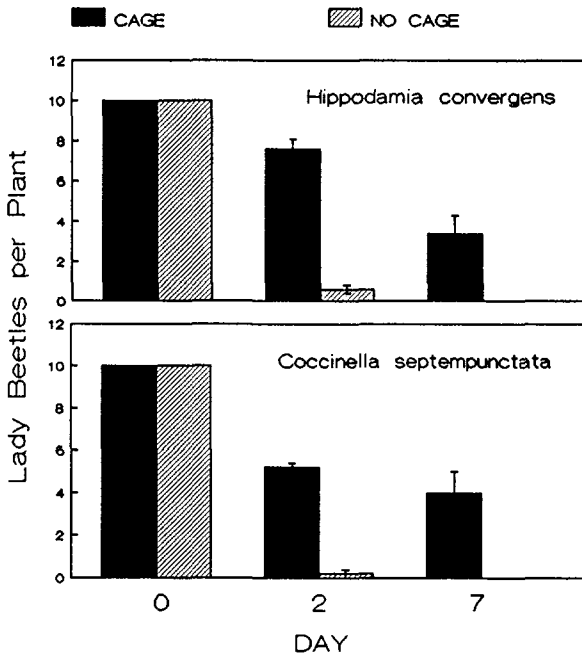 CAGE NO CAGE
Lady Beetles per Plant
12
10
8
6
4
2
0
Hippodamia convergens
12
10
8
6
4
2
0
Coccinella septempunctata
0 2 7
DAY